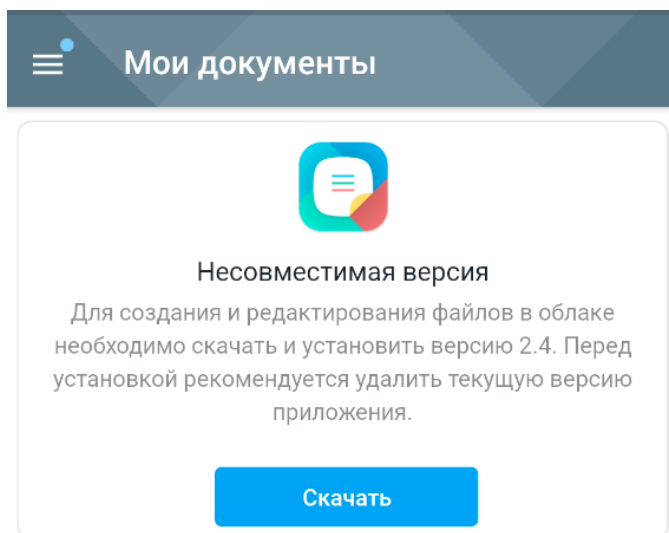 Мои документы
Несовместимая версия
Для создания и редактирования файлов в облаке
необходимо скачать и установить версию 2.4. Перед
установкой рекомендуется удалить текущую версию
приложения.
Скачать